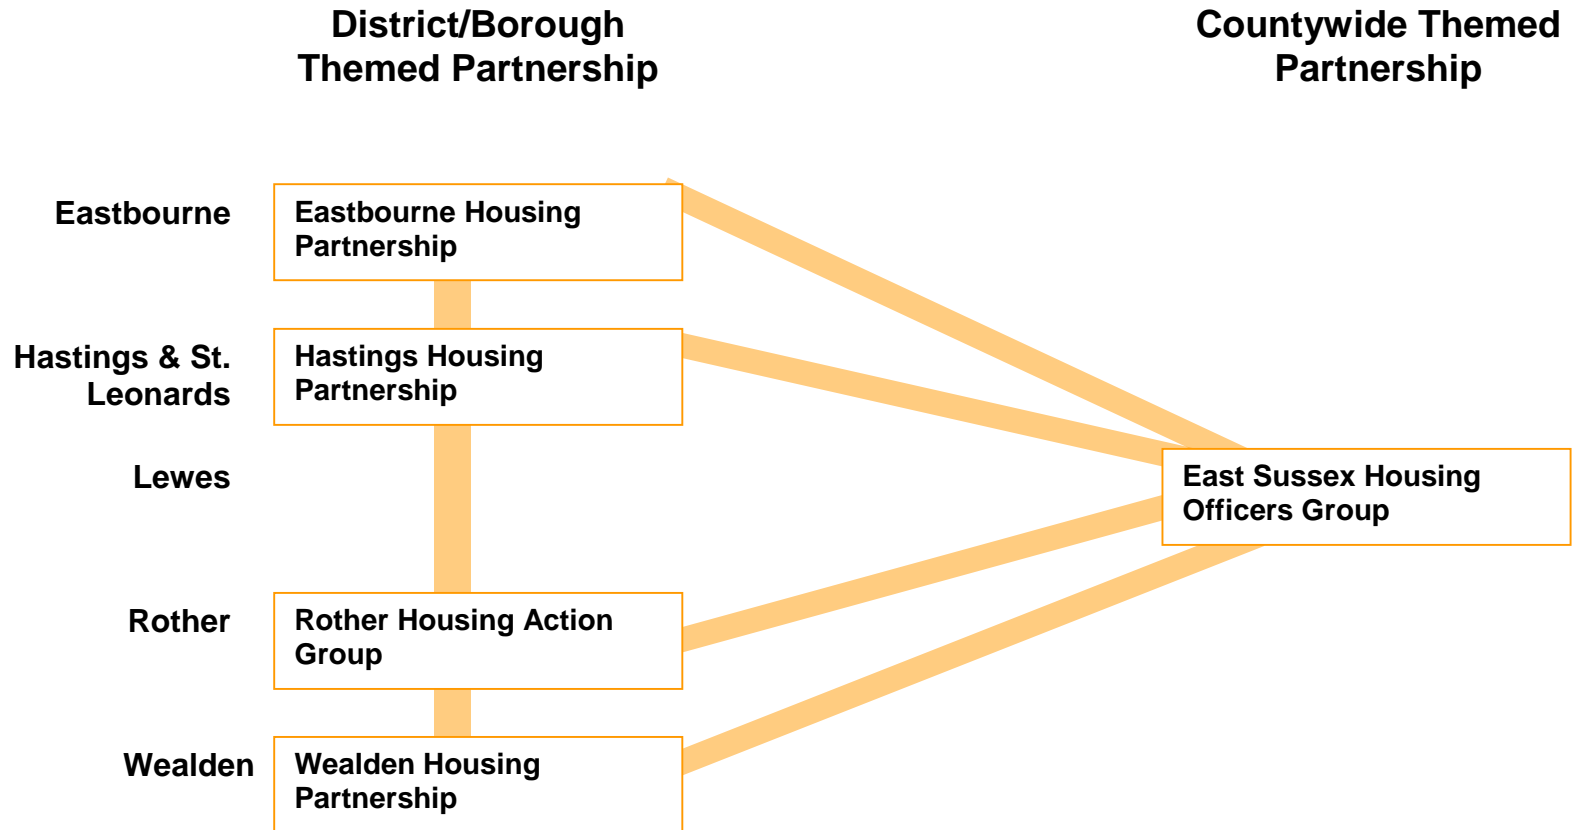 District/Borough
Themed Partnership
Countywide Themed
Partnership
Eastbourne
Eastbourne Housing
Partnership
Hastings & St.
Leonards
Hastings Housing
Partnership
Lewes
East Sussex Housing
Officers Group
Rother
Rother Housing Action
Group
Wealden
Wealden Housing
Partnership